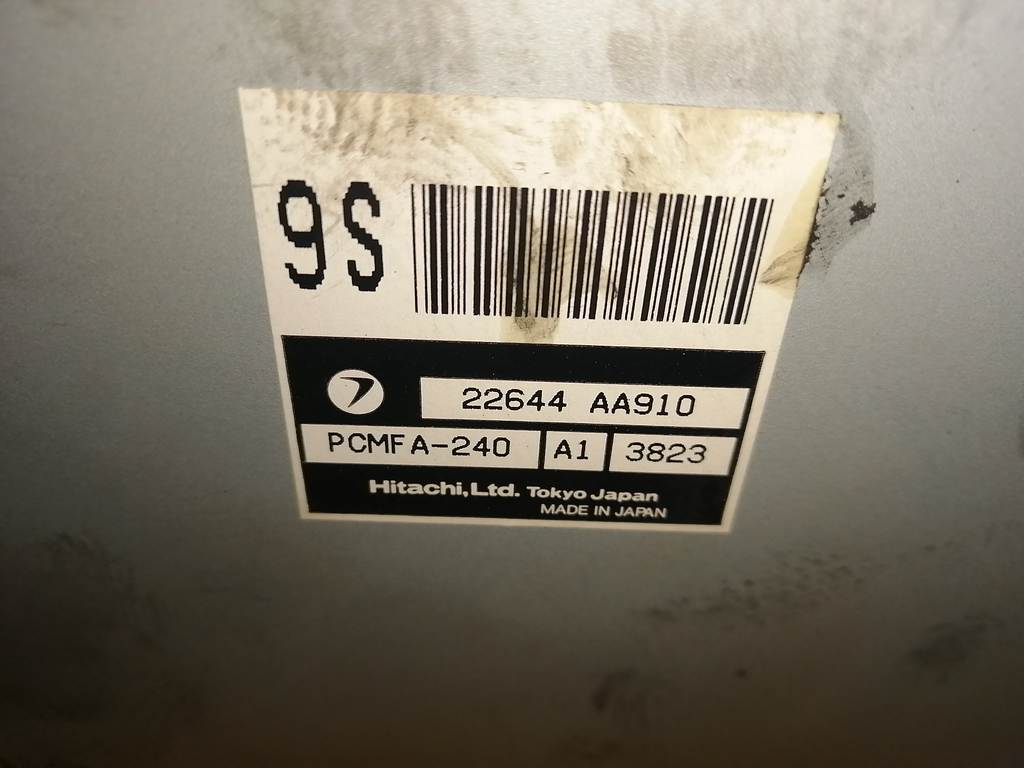 9S
22644 AA910
PCMFA-240 A1 3823
Hitachi, Ltd. Tokyo Japan
MADE IN JAPAN